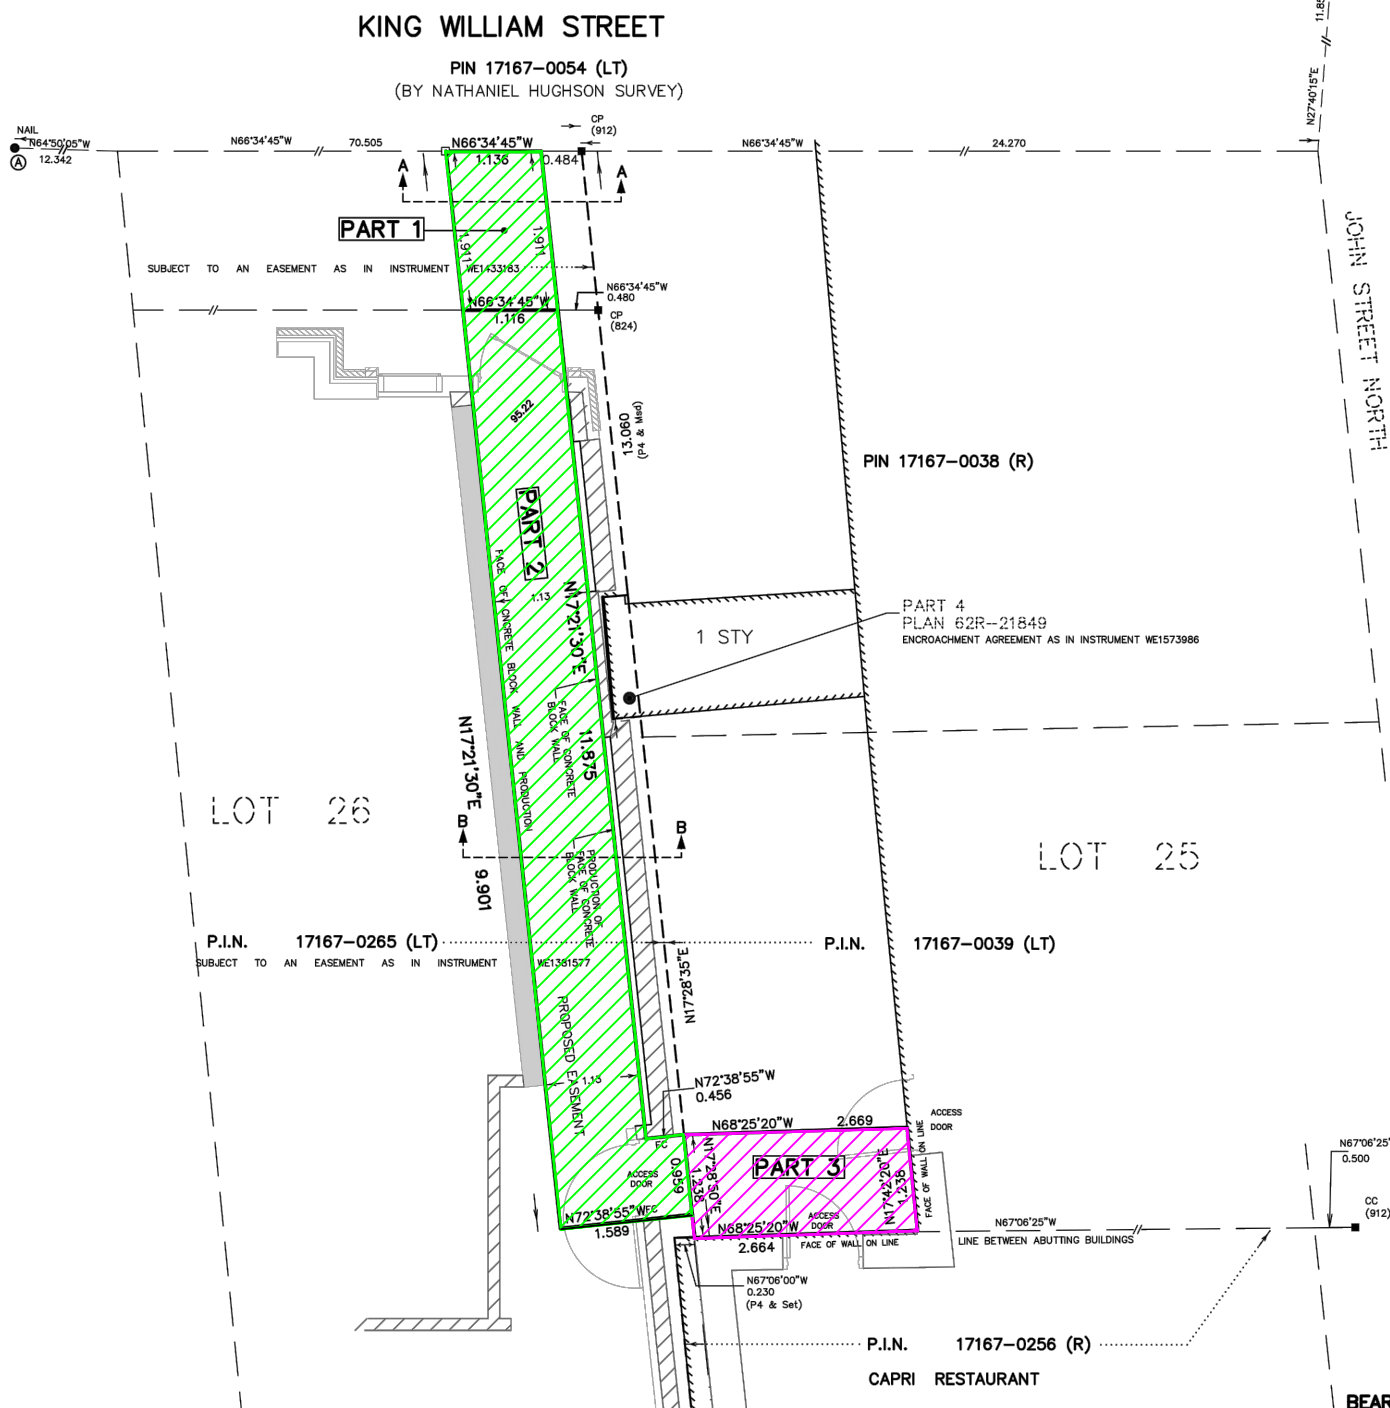 KING WILLIAM STREET
PIN 17167-0054 (LT)
(BY NATHANIEL HUGHSON SURVEY)
11.85
N27°40'15"E
NAIL
N64°50'05"W
A
12.342
N66°34'45"W
70.505
N66°34'45"W
1.136
0.484
CP
(912)
N66°34'45"W
24.270
A
A
PART 1
1.911
1.911
SUBJECT TO AN EASEMENT AS IN INSTRUMENT WE1433183
N66°34'45"W
0.480
N66°34'45"W
1.116
CP
(824)
JOHN STREET NORTH
95.22
13.060
(P4 & Msd)
PIN 17167-0038 (R)
PART 2
1.13
N17°21'30"E
11.875
FACE OF CONCRETE BLOCK WALL AND PRODUCTION
FACE OF CONCRETE
BLOCK WALL
1 STY
PART 4
PLAN 62R-21849
ENCROACHMENT AGREEMENT AS IN INSTRUMENT WE1573986
N17°21'30"E
9.901
LOT 26
B
B
LOT 25
PRODUCTION OF
FACE OF CONCRETE
BLOCK WALL
P.I.N. 17167-0265 (LT)
P.I.N. 17167-0039 (LT)
SUBJECT TO AN EASEMENT AS IN INSTRUMENT WE1381577
N17°28'35"E
PROPOSED EASEMENT
1.13
N72°38'55"W
0.456
N68°25'20"W
2.669
ACCESS
DOOR
FC
0.959
N17°28'50"E
1.238
PART 3
N17°42'20"E
1.238
FACE OF WALL ON LINE
ACCESS
DOOR
N72°38'55"W
FC
1.589
ACCESS
DOOR
N68°25'20"W
2.664
FACE OF WALL ON LINE
N67°06'25"W
LINE BETWEEN ABUTTING BUILDINGS
N67°06'25"
0.500
CC
(912)
N67°06'00"W
0.230
(P4 & Set)
P.I.N. 17167-0256 (R)
CAPRI RESTAURANT
BEAR